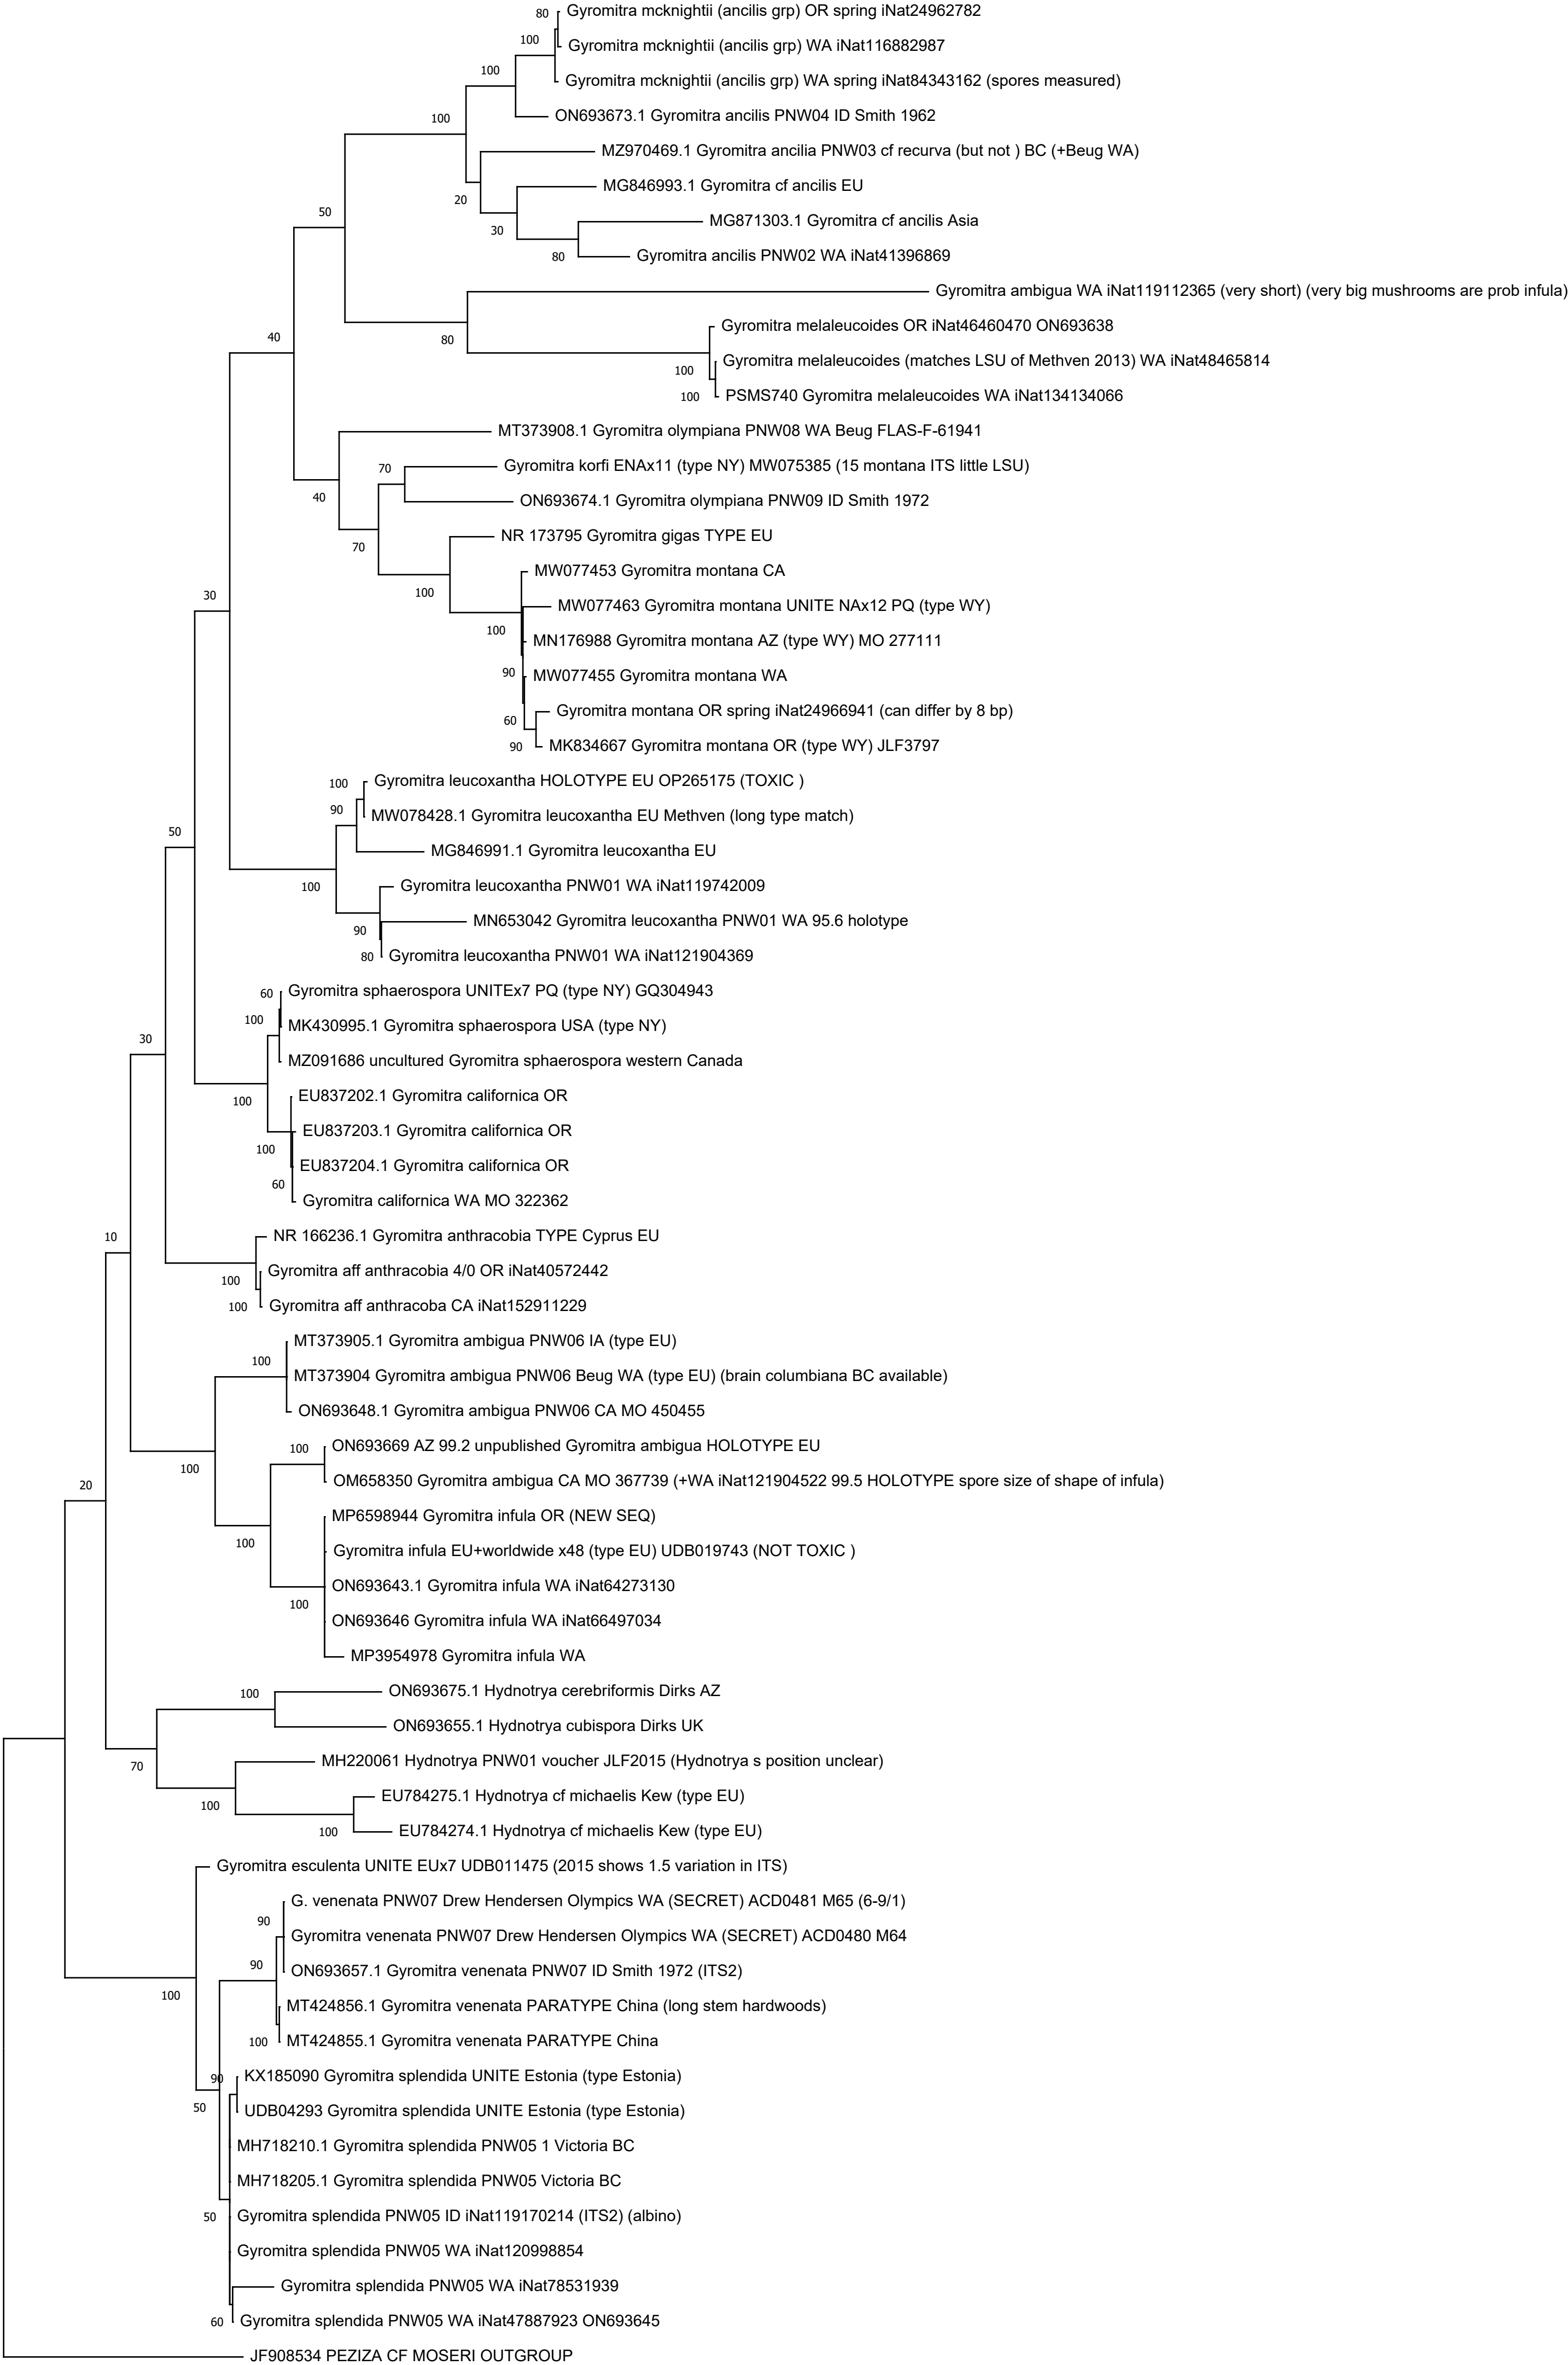 80
Gyromitra mcknightii (ancilis grp) OR spring iNat24962782
100
Gyromitra mcknightii (ancilis grp) WA iNat116882987
100
Gyromitra mcknightii (ancilis grp) WA spring iNat84343162 (spores measured)
100
ON693673.1 Gyromitra ancilis PNW04 ID Smith 1962
MZ970469.1 Gyromitra ancilia PNW03 cf recurva (but not ) BC (+Beug WA)
20
MG846993.1 Gyromitra cf ancilis EU
50
30
MG871303.1 Gyromitra cf ancilis Asia
80
Gyromitra ancilis PNW02 WA iNat41396869
Gyromitra ambigua WA iNat119112365 (very short) (very big mushrooms are prob infula)
40
80
Gyromitra melaleucoides OR iNat46460470 ON693638
100
Gyromitra melaleucoides (matches LSU of Methven 2013) WA iNat48465814
100
PSMS740 Gyromitra melaleucoides WA iNat134134066
MT373908.1 Gyromitra olympiana PNW08 WA Beug FLAS-F-61941
40
70
Gyromitra korfi ENAx11 (type NY) MW075385 (15 montana ITS little LSU)
ON693674.1 Gyromitra olympiana PNW09 ID Smith 1972
70
NR 173795 Gyromitra gigas TYPE EU
30
100
MW077453 Gyromitra montana CA
100
MW077463 Gyromitra montana UNITE NAx12 PQ (type WY)
MN176988 Gyromitra montana AZ (type WY) MO 277111
90
MW077455 Gyromitra montana WA
60
Gyromitra montana OR spring iNat24966941 (can differ by 8 bp)
90
MK834667 Gyromitra montana OR (type WY) JLF3797
100
Gyromitra leucoxantha HOLOTYPE EU OP265175 (TOXIC )
50
90
MW078428.1 Gyromitra leucoxantha EU Methven (long type match)
MG846991.1 Gyromitra leucoxantha EU
100
Gyromitra leucoxantha PNW01 WA iNat119742009
90
MN653042 Gyromitra leucoxantha PNW01 WA 95.6 holotype
80
Gyromitra leucoxantha PNW01 WA iNat121904369
60
Gyromitra sphaerospora UNITEx7 PQ (type NY) GQ304943
30
100
MK430995.1 Gyromitra sphaerospora USA (type NY)
MZ091686 uncultured Gyromitra sphaerospora western Canada
100
EU837202.1 Gyromitra californica OR
100
EU837203.1 Gyromitra californica OR
60
EU837204.1 Gyromitra californica OR
Gyromitra californica WA MO 322362
10
NR 166236.1 Gyromitra anthracobia TYPE Cyprus EU
100
Gyromitra aff anthracobia 4/0 OR iNat40572442
100
Gyromitra aff anthracoba CA iNat152911229
MT373905.1 Gyromitra ambigua PNW06 IA (type EU)
100
MT373904 Gyromitra ambigua PNW06 Beug WA (type EU) (brain columbiana BC available)
ON693648.1 Gyromitra ambigua PNW06 CA MO 450455
100
100
ON693669 AZ 99.2 unpublished Gyromitra ambigua HOLOTYPE EU
20
OM658350 Gyromitra ambigua CA MO 367739 (+WA iNat121904522 99.5 HOLOTYPE spore size of shape of infula)
100
MP6598944 Gyromitra infula OR (NEW SEQ)
Gyromitra infula EU+worldwide x48 (type EU) UDB019743 (NOT TOXIC )
100
ON693643.1 Gyromitra infula WA iNat64273130
ON693646 Gyromitra infula WA iNat66497034
MP3954978 Gyromitra infula WA
100
ON693675.1 Hydnotrya cerebriformis Dirks AZ
ON693655.1 Hydnotrya cubispora Dirks UK
70
MH220061 Hydnotrya PNW01 voucher JLF2015 (Hydnotrya s position unclear)
100
EU784275.1 Hydnotrya cf michaelis Kew (type EU)
100
EU784274.1 Hydnotrya cf michaelis Kew (type EU)
Gyromitra esculenta UNITE EUx7 UDB011475 (2015 shows 1.5 variation in ITS)
G. venenata PNW07 Drew Hendersen Olympics WA (SECRET) ACD0481 M65 (6-9/1)
90
Gyromitra venenata PNW07 Drew Hendersen Olympics WA (SECRET) ACD0480 M64
90
ON693657.1 Gyromitra venenata PNW07 ID Smith 1972 (ITS2)
100
MT424856.1 Gyromitra venenata PARATYPE China (long stem hardwoods)
100
MT424855.1 Gyromitra venenata PARATYPE China
90
KX185090 Gyromitra splendida UNITE Estonia (type Estonia)
50
UDB04293 Gyromitra splendida UNITE Estonia (type Estonia)
MH718210.1 Gyromitra splendida PNW05 1 Victoria BC
MH718205.1 Gyromitra splendida PNW05 Victoria BC
50
Gyromitra splendida PNW05 ID iNat119170214 (ITS2) (albino)
Gyromitra splendida PNW05 WA iNat120998854
Gyromitra splendida PNW05 WA iNat78531939
60
Gyromitra splendida PNW05 WA iNat47887923 ON693645
JF908534 PEZIZA CF MOSERI OUTGROUP